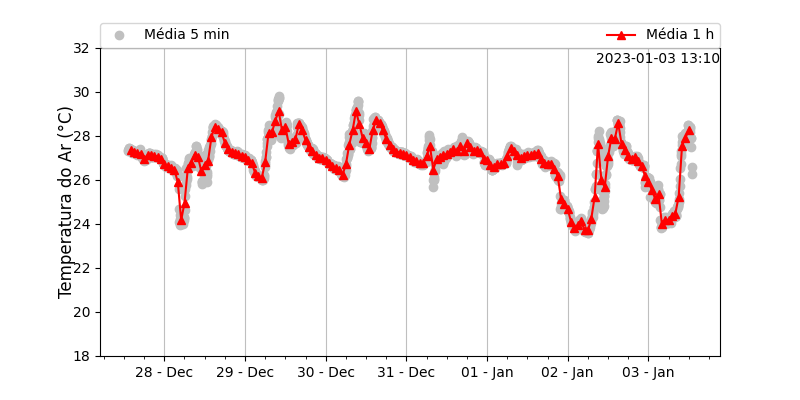 Média 5 min
Média 1 h
2023-01-03 13:10
Temperatura do Ar (°C)
32
30
28
26
24
22
20
18
28 - Dec
29 - Dec
30 - Dec
31 - Dec
01 - Jan
02 - Jan
03 - Jan